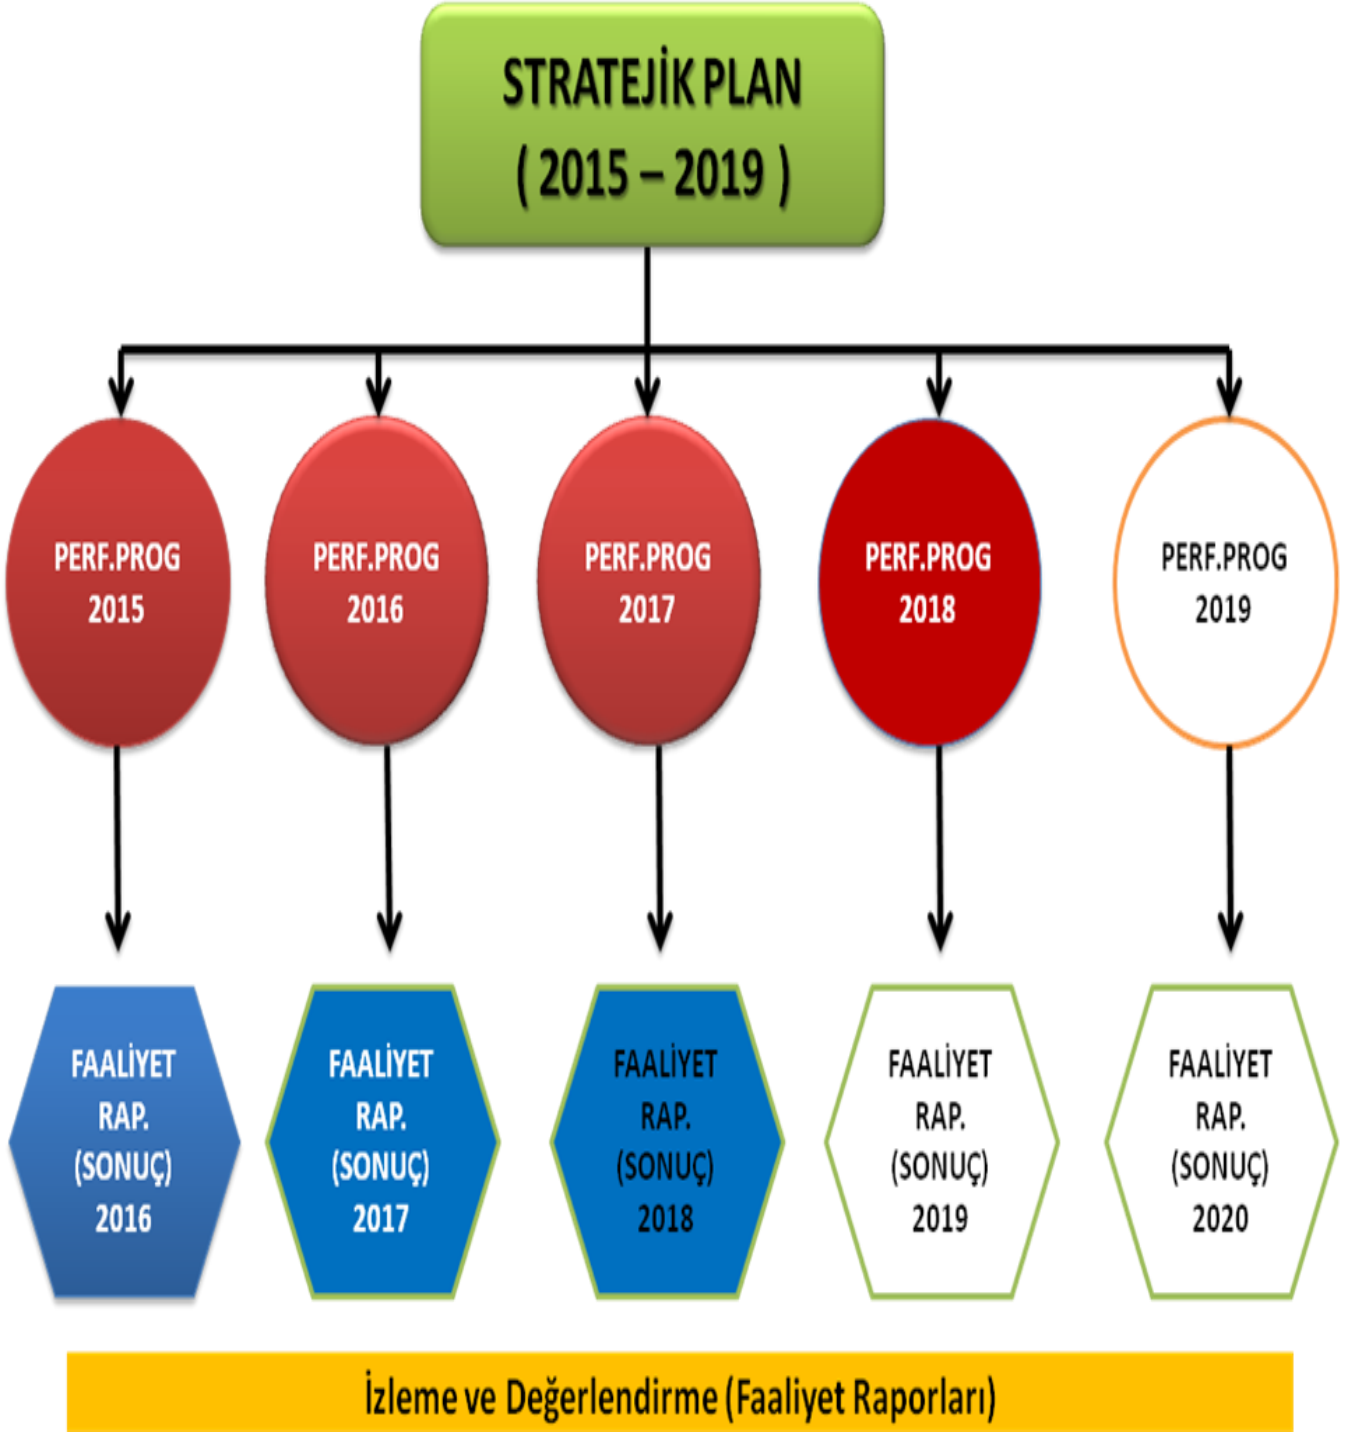 STRATEJİK PLAN
( 2015 – 2019 )
PERF.PROG
2015
PERF.PROG
2016
PERF.PROG
2017
PERF.PROG
2018
PERF.PROG
2019
FAALİYET
RAP.
(SONUÇ)
2016
FAALİYET
RAP.
(SONUÇ)
2017
FAALİYET
RAP.
(SONUÇ)
2018
FAALİYET
RAP.
(SONUÇ)
2019
FAALİYET
RAP.
(SONUÇ)
2020
İzleme ve Değerlendirme (Faaliyet Raporları)